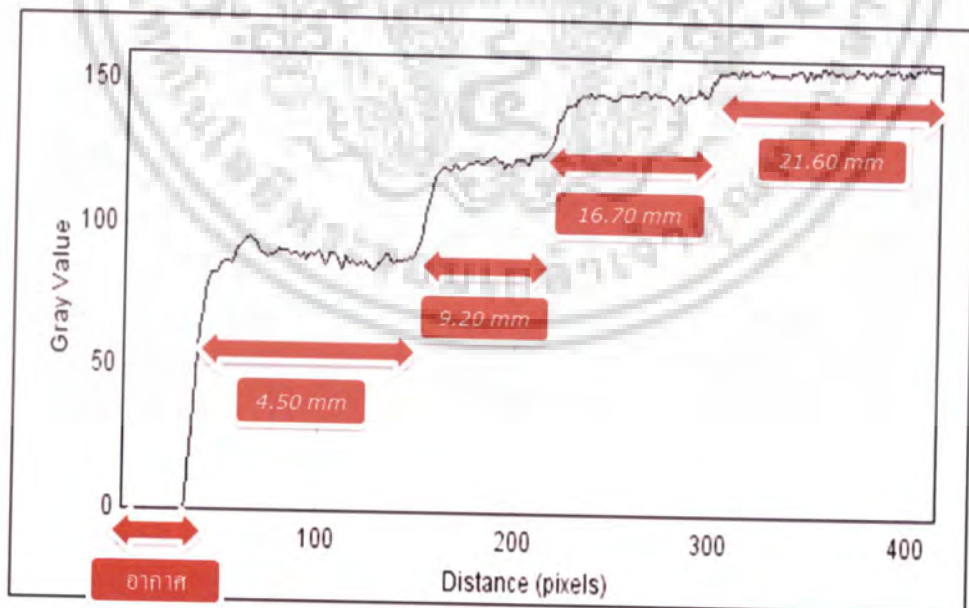 150
100
50
0
Gray Value
21.60 mm
16.70 mm
9.20 mm
4.50 mm
100
200
300
400
อากาศ
Distance (pixels)